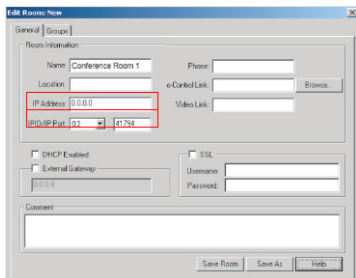 Edit Room: New
General Groups
Room Information
Name: Conference Room 1
Phone:
Location:
e-Control Link:
Browse...
IP Address: 0.0.0.0
Video Link:
IPID/IP Port: 02 41794
DHCP Enabled
SSL
External Gateway
Username:
0.0.0.0
Password:
Comment
Save Room Save As Help